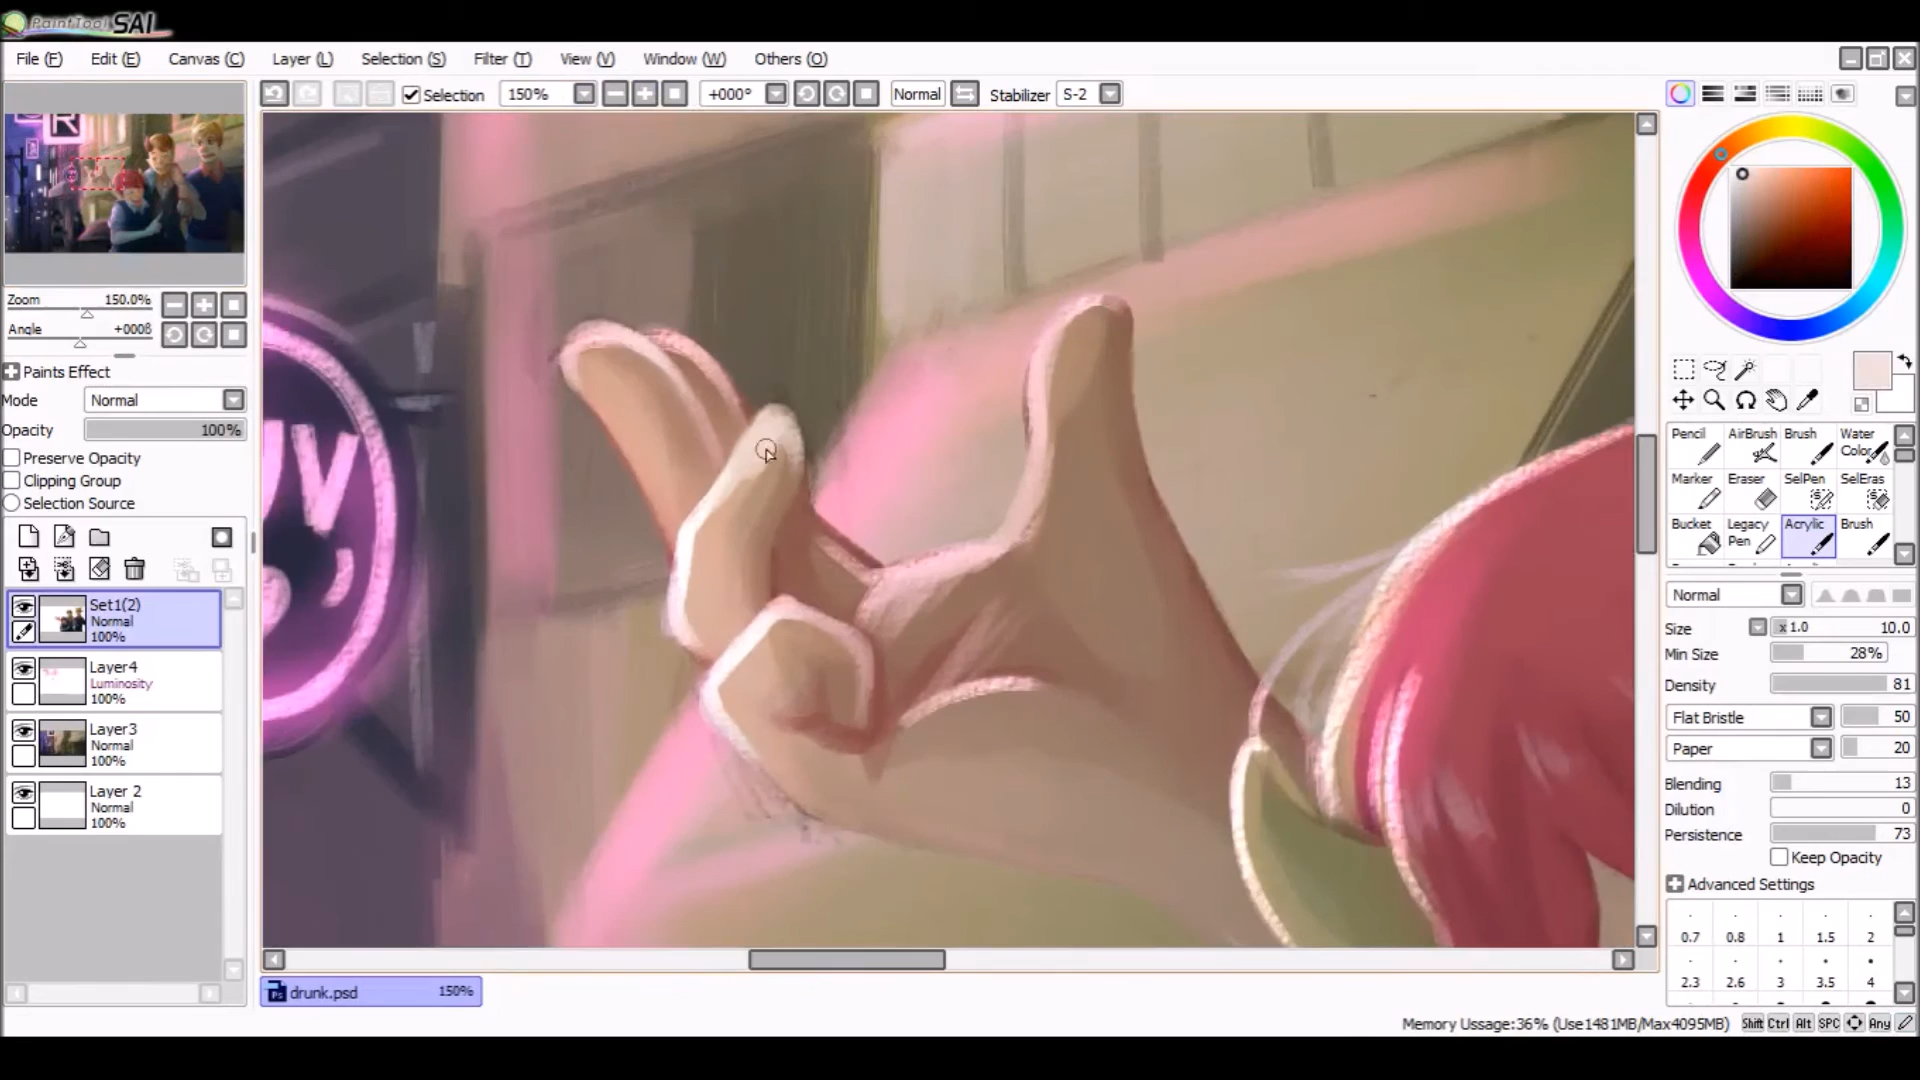 PaintTool SAI
File (F) Edit (E) Canvas (C) Layer (L) Selection (S) Filter (T) View (V) Window (W) Others (O)
Selection 150% +000° Normal Stabilizer S-2
R
Zoom 150.0%
Angle +000ß
Paints Effect
Mode Normal
Opacity 100%
Preserve Opacity
Clipping Group
Selection Source
Set1(2)
Normal
100%
Layer4
Luminosity
100%
Layer3
Normal
100%
Layer 2
Normal
100%
drunk.psd 150%
Pencil AirBrush Brush Water Color
Marker Eraser SelPen SelEras
Bucket Legacy Pen Acrylic Brush
Normal
Size x 1.0 10.0
Min Size 28%
Density 81
Flat Bristle 50
Paper 20
Blending 13
Dilution 0
Persistence 73
Keep Opacity
Advanced Settings
0.7 0.8 1 1.5 2
2.3 2.6 3 3.5 4
Memory Ussage:36% (Use1481MB/Max4095MB) Shift Ctrl Alt SPC Any